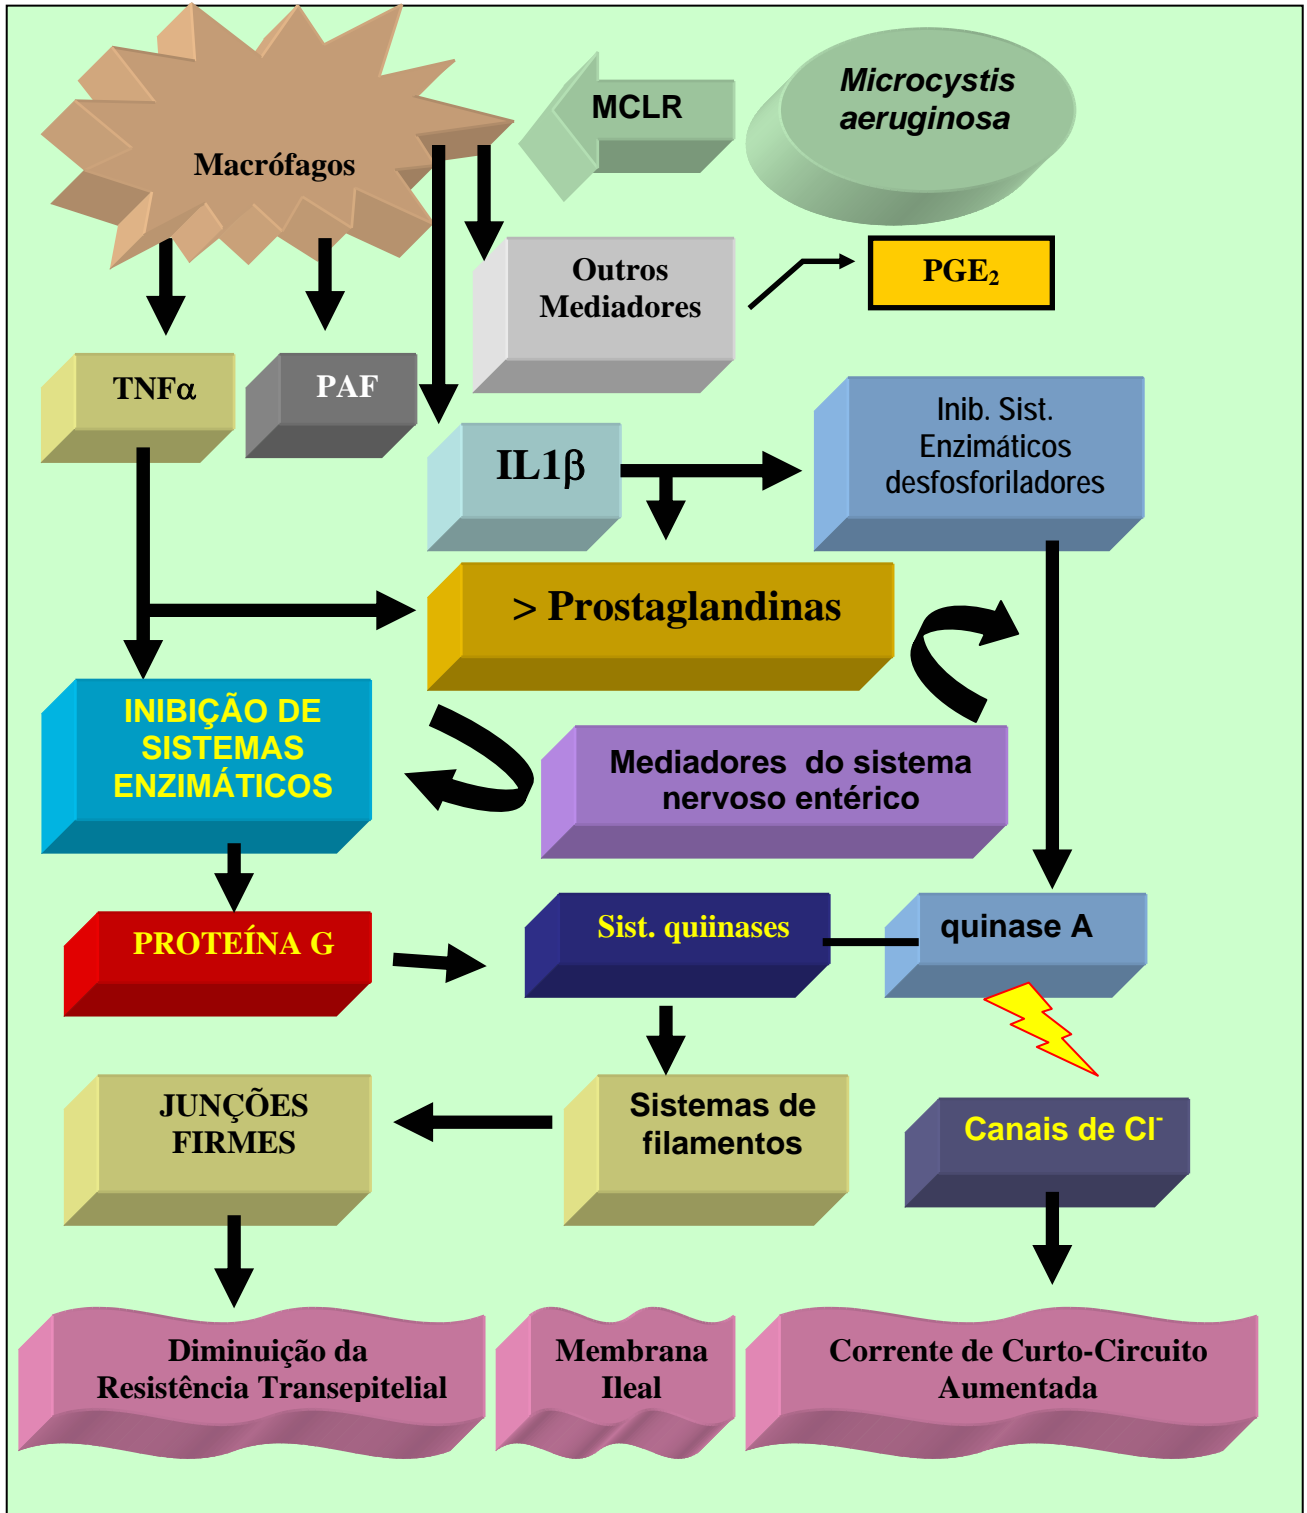 Microcystis
aeruginosa
MCLR
Macrófagos
Outros
Mediadores
PGE₂
TNFα
PAF
IL1β
Inib. Sist.
Enzimáticos
desfosforiladores
> Prostaglandinas
INIBIÇÃO DE
SISTEMAS
ENZIMÁTICOS
Mediadores do sistema
nervoso entérico
PROTEÍNA G
Sist. quiinases
quinase A
JUNÇÕES
FIRMES
Sistemas de
filamentos
Canais de Cl⁻
Diminuição da
Resistência Transepitelial
Membrana
Ileal
Corrente de Curto-Circuito
Aumentada